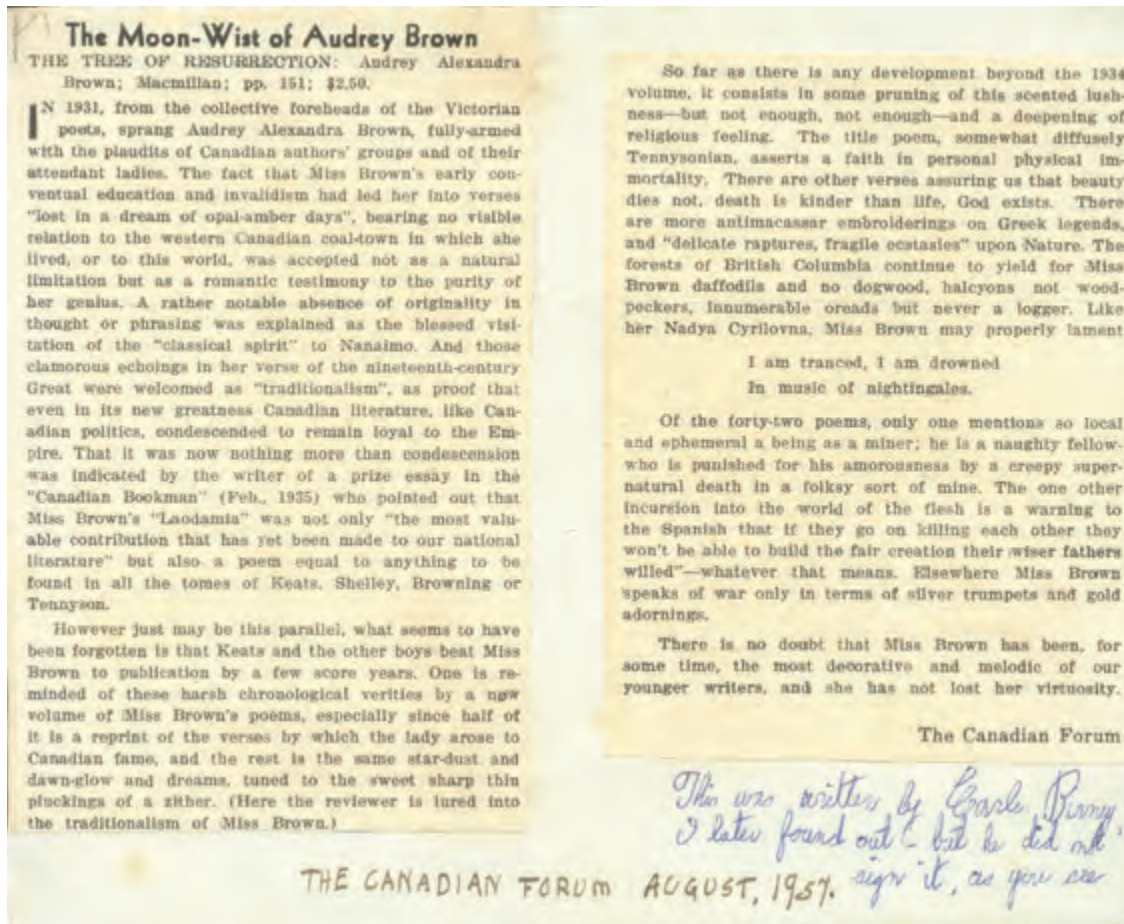 The Moon-Wist of Audrey Brown
THE TREE OF RESURRECTION: Audrey Alexandra
Brown; Macmillan; pp. 151; $2.50.
IN 1931, from the collective foreheads of the Victorian
poets, sprang Audrey Alexandra Brown, fully-armed
with the plaudits of Canadian authors' groups and of their
attendant ladies. The fact that Miss Brown's early con-
ventual education and invalidism had led her into verses
"lost in a dream of opal-amber days", bearing no visible
relation to the western Canadian coal-town in which she
lived, or to this world, was accepted not as a natural
limitation but as a romantic testimony to the purity of
her genius. A rather notable absence of originality in
thought or phrasing was explained as the blessed visi-
tation of the "classical spirit" to Nanaimo. And those
clamorous echoings in her verse of the nineteenth-century
Great were welcomed as "traditionalism", as proof that
even in its new greatness Canadian literature, like Can-
adian politics, condescended to remain loyal to the Em-
pire. That it was now nothing more than condescension
was indicated by the writer of a prize essay in the
"Canadian Bookman" (Feb., 1935) who pointed out that
Miss Brown's "Laodamia" was not only "the most valu-
able contribution that has yet been made to our national
literature" but also a poem equal to anything to be
found in all the tomes of Keats, Shelley, Browning or
Tennyson.
However just may be this parallel, what seems to have
been forgotten is that Keats and the other boys beat Miss
Brown to publication by a few score years. One is re-
minded of these harsh chronological verities by a new
volume of Miss Brown's poems, especially since half of
it is a reprint of the verses by which the lady arose to
Canadian fame, and the rest is the same star-dust and
dawn-glow and dreams, tuned to the sweet sharp thin
pluckings of a zither. (Here the reviewer is lured into
the traditionalism of Miss Brown.)
So far as there is any development beyond the 1934
volume, it consists in some pruning of this scented lush-
ness—but not enough, not enough—and a deepening of
religious feeling. The title poem, somewhat diffusely
Tennysonian, asserts a faith in personal physical im-
mortality. There are other verses assuring us that beauty
dies not, death is kinder than life, God exists. There
are more antimacassar embroiderings on Greek legends,
and "delicate raptures, fragile ecstasies" upon Nature. The
forests of British Columbia continue to yield for Miss
Brown daffodils and no dogwood, halcyons not wood-
peckers, innumerable oreads but never a logger. Like
her Nadya Cyrilovna, Miss Brown may properly lament
I am tranced, I am drowned
In music of nightingales.
Of the forty-two poems, only one mentions so local
and ephemeral a being as a miner; he is a naughty fellow
who is punished for his amorousness by a creepy super-
natural death in a folksy sort of mine. The one other
incursion into the world of the flesh is a warning to
the Spanish that if they go on killing each other they
won't be able to build the fair creation their wiser fathers
willed"—whatever that means. Elsewhere Miss Brown
speaks of war only in terms of silver trumpets and gold
adornings.
There is no doubt that Miss Brown has been, for
some time, the most decorative and melodic of our
younger writers, and she has not lost her virtuosity.
The Canadian Forum
This was written by Earle Birney,
I later found out – but he did not
sign it, as you see
THE CANADIAN FORUM AUGUST, 1937.